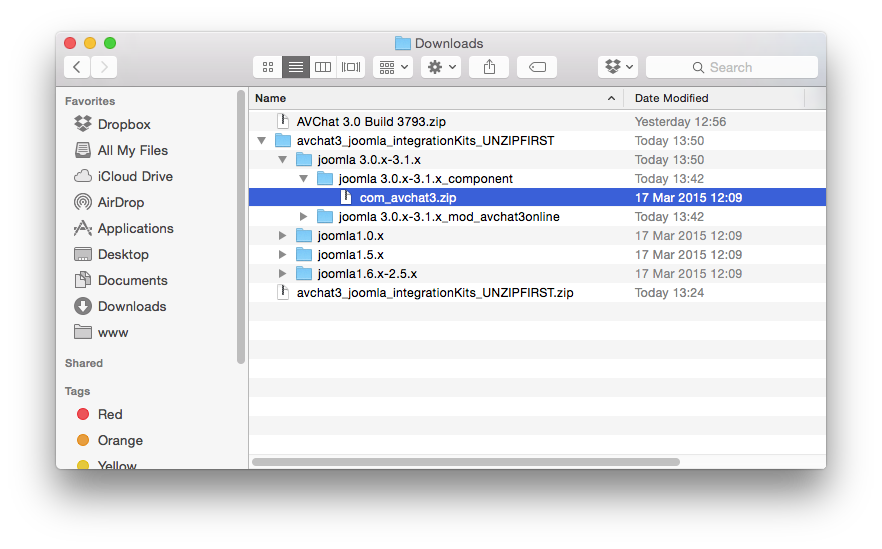 Downloads
Search
Favorites
Dropbox
All My Files
iCloud Drive
AirDrop
Applications
Desktop
Documents
Downloads
www
Shared
Tags
Red
Orange
Yellow
Name Date Modified
AVChat 3.0 Build 3793.zip Yesterday 12:56
avchat3_joomla_integrationKits_UNZIPFIRST Today 13:50
joomla 3.0.x-3.1.x Today 13:50
joomla 3.0.x-3.1.x_component Today 13:42
com_avchat3.zip 17 Mar 2015 12:09
joomla 3.0.x-3.1.x_mod_avchat3online Today 13:42
joomla1.0.x 17 Mar 2015 12:09
joomla1.5.x 17 Mar 2015 12:09
joomla1.6.x-2.5.x 17 Mar 2015 12:09
avchat3_joomla_integrationKits_UNZIPFIRST.zip Today 13:24